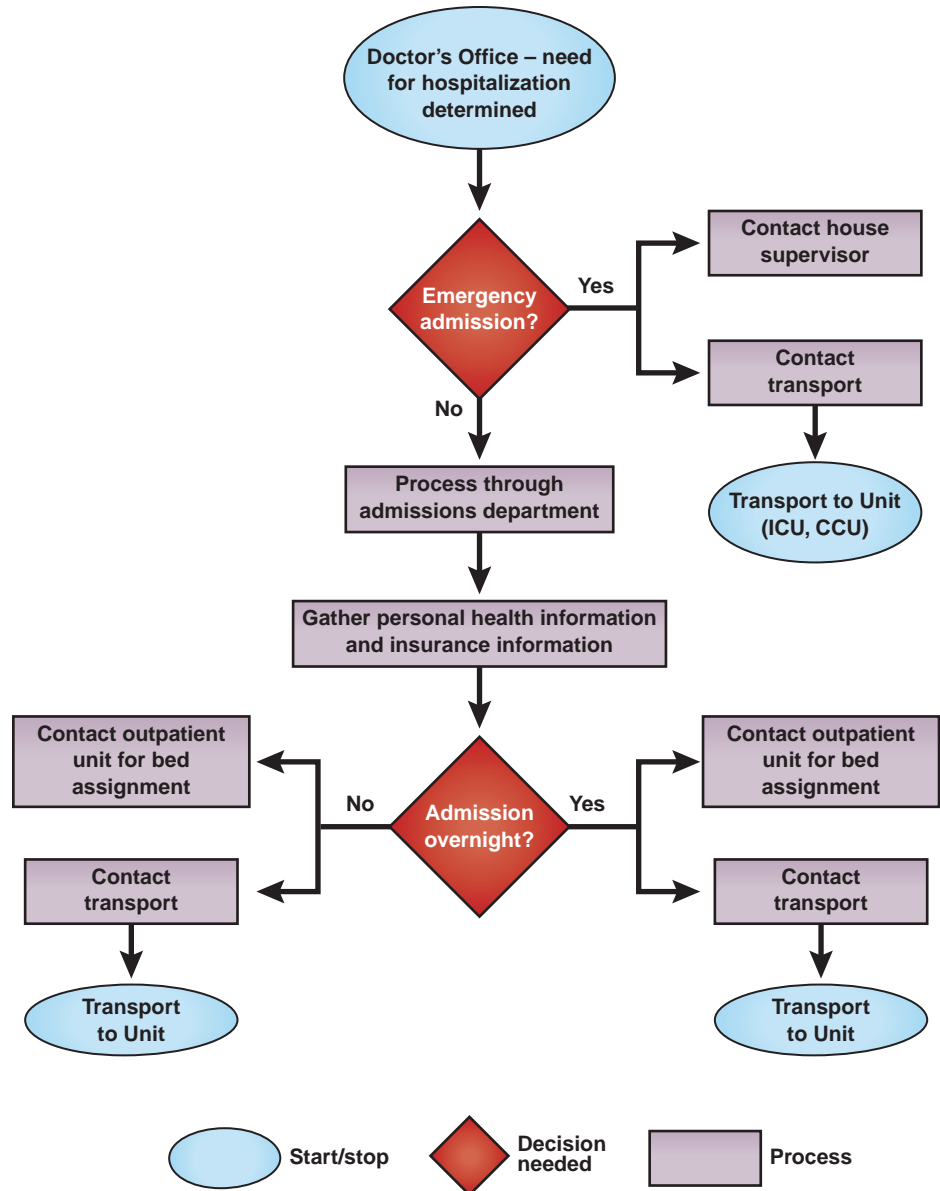 Doctor's Office – need
for hospitalization
determined
Contact house
supervisor
Yes
Emergency
admission?
Contact
transport
No
Process through
admissions department
Transport to Unit
(ICU, CCU)
Gather personal health information
and insurance information
Contact outpatient
unit for bed
assignment
Contact outpatient
unit for bed
assignment
No
Admission
overnight?
Yes
Contact
transport
Contact
transport
Transport
to Unit
Transport
to Unit
Start/stop
Decision
needed
Process